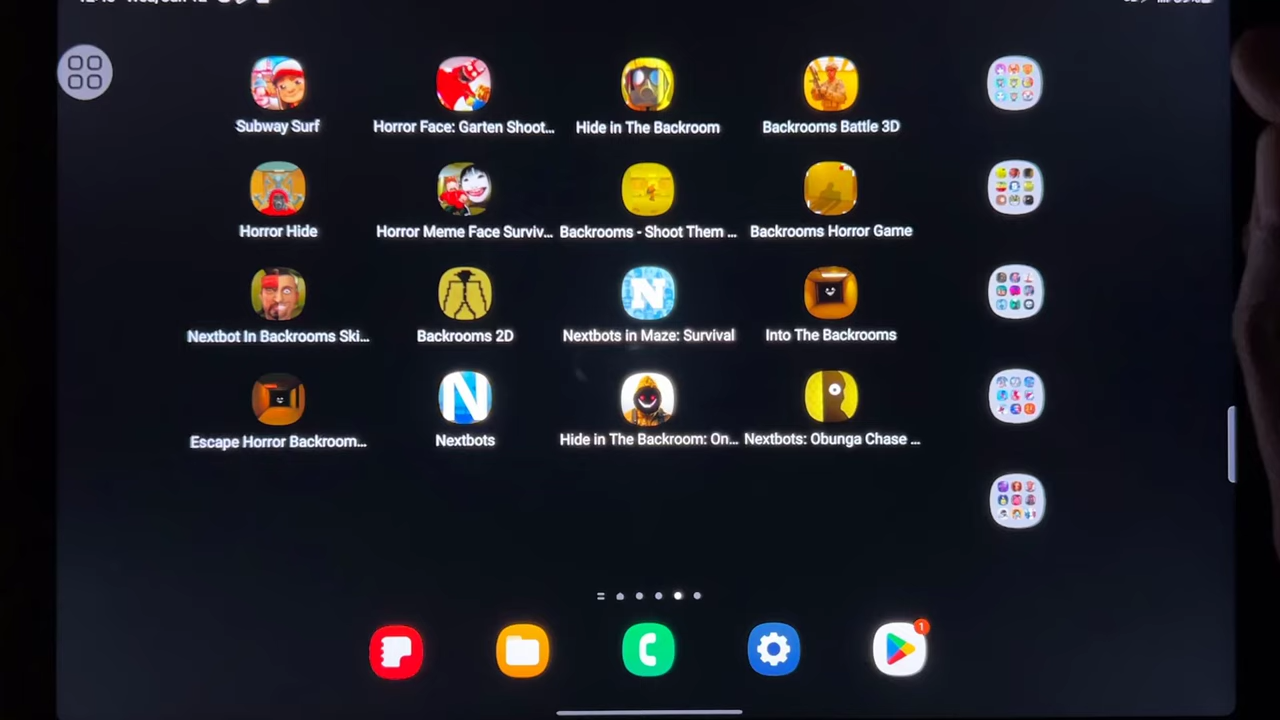 Subway Surf
Horror Face: Garten Shoot...
Hide in The Backroom
Backrooms Battle 3D
Horror Hide
Horror Meme Face Surviv...
Backrooms - Shoot Them ...
Backrooms Horror Game
Nextbot In Backrooms Ski...
Backrooms 2D
Nextbots in Maze: Survival
Into The Backrooms
Escape Horror Backroom...
Nextbots
Hide in The Backroom: On...
Nextbots: Obunga Chase ...
1